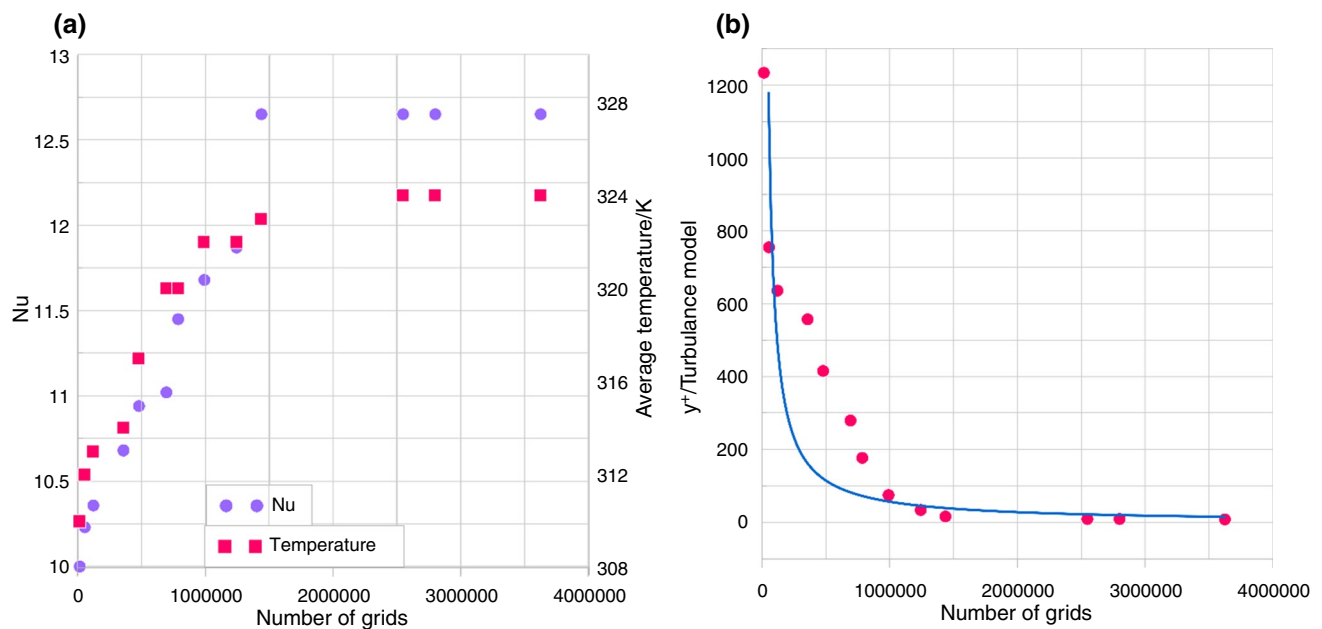 (a)
13
12.5
12
11.5
11
10.5
10
Nu
328
324
320
316
312
308
Average temperature/K
Nu
Temperature
0 1000000 2000000 3000000 4000000
Number of grids
(b)
1200
1000
800
600
400
200
0
y+/Turbulance model
0 1000000 2000000 3000000 4000000
Number of grids